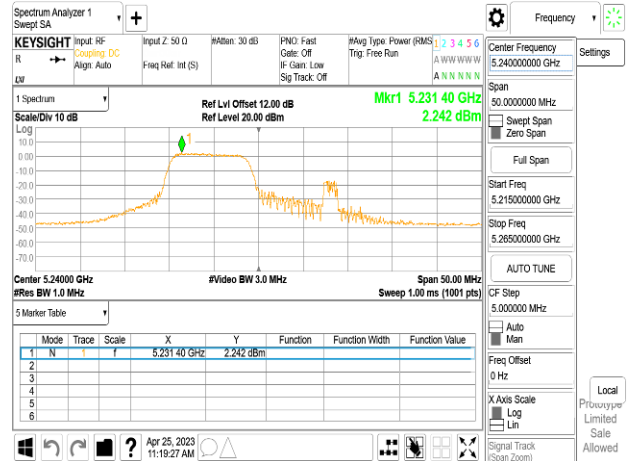 Spectrum Analyzer 1
Swept SA
Frequency
KEYSIGHT
R
LXI
Input: RF
Coupling: DC
Align: Auto
Input Z: 50 Ω
Freq Ref: Int (S)
#Atten: 30 dB
PNO: Fast
Gate: Off
IF Gain: Low
Sig Track: Off
#Avg Type: Power (RMS
Trig: Free Run
1 2 3 4 5 6
A W W W W W
A N N N N N
Center Frequency
5.240000000 GHz
Settings
Span
50.0000000 MHz
Swept Span
Zero Span
Full Span
Start Freq
5.215000000 GHz
Stop Freq
5.265000000 GHz
AUTO TUNE
CF Step
5.000000 MHz
Auto
Man
Freq Offset
0 Hz
X Axis Scale
Log
Lin
Signal Track
(Span Zoom)
Local
Prototype
Limited
Sale
Allowed
1 Spectrum
Scale/Div 10 dB
Log
Ref Lvl Offset 12.00 dB
Ref Level 20.00 dBm
Mkr1 5.231 40 GHz
2.242 dBm
1
10.0
0.00
-10.0
-20.0
-30.0
-40.0
-50.0
-60.0
-70.0
Center 5.24000 GHz
#Video BW 3.0 MHz
Span 50.00 MHz
#Res BW 1.0 MHz
Sweep 1.00 ms (1001 pts)
5 Marker Table
Mode Trace Scale X Y Function Function Width Function Value
1 N 1 f 5.231 40 GHz 2.242 dBm
2
3
4
5
6
?
Apr 25, 2023
11:19:27 AM